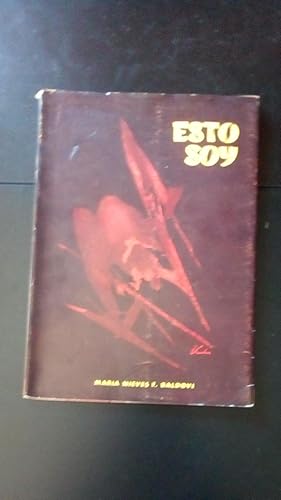 ESTO
SOY
MARIA NIEVES F. BALDOVI